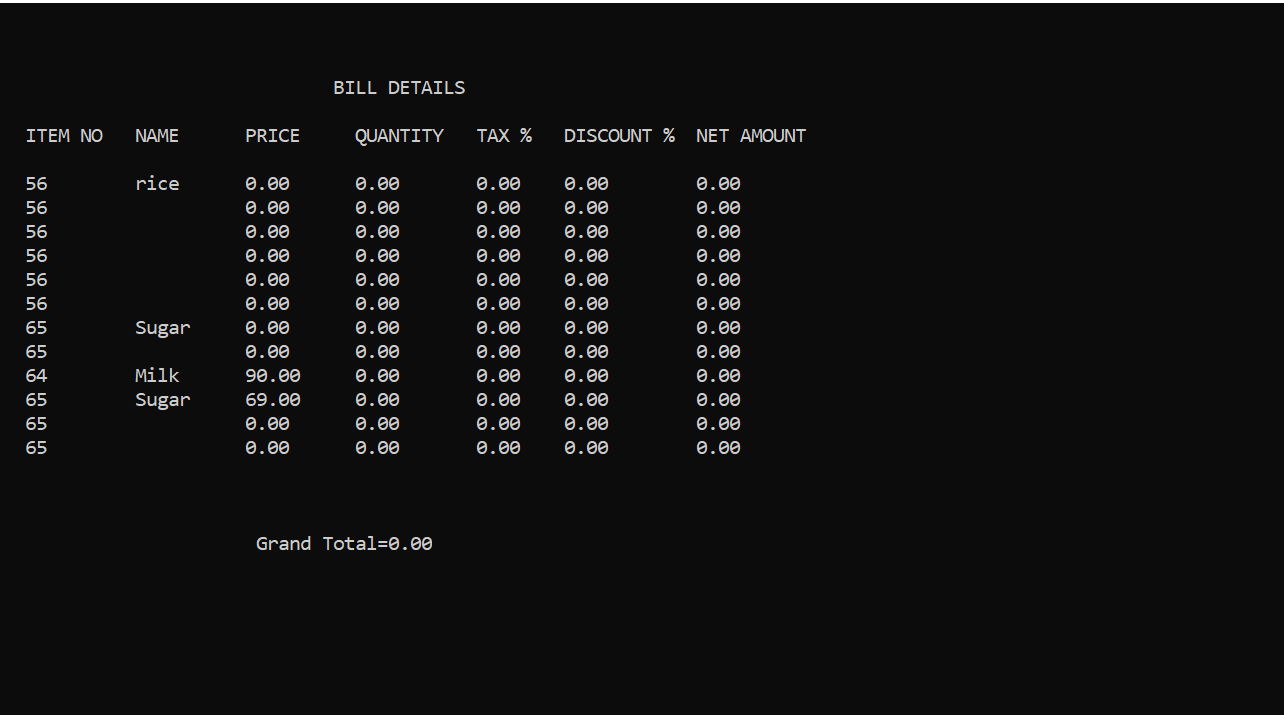 BILL DETAILS
ITEM NO NAME PRICE QUANTITY TAX % DISCOUNT % NET AMOUNT
56 rice 0.00 0.00 0.00 0.00 0.00
56 0.00 0.00 0.00 0.00 0.00
56 0.00 0.00 0.00 0.00 0.00
56 0.00 0.00 0.00 0.00 0.00
56 0.00 0.00 0.00 0.00 0.00
56 0.00 0.00 0.00 0.00 0.00
65 Sugar 0.00 0.00 0.00 0.00 0.00
65 0.00 0.00 0.00 0.00 0.00
64 Milk 90.00 0.00 0.00 0.00 0.00
65 Sugar 69.00 0.00 0.00 0.00 0.00
65 0.00 0.00 0.00 0.00 0.00
65 0.00 0.00 0.00 0.00 0.00
Grand Total=0.00